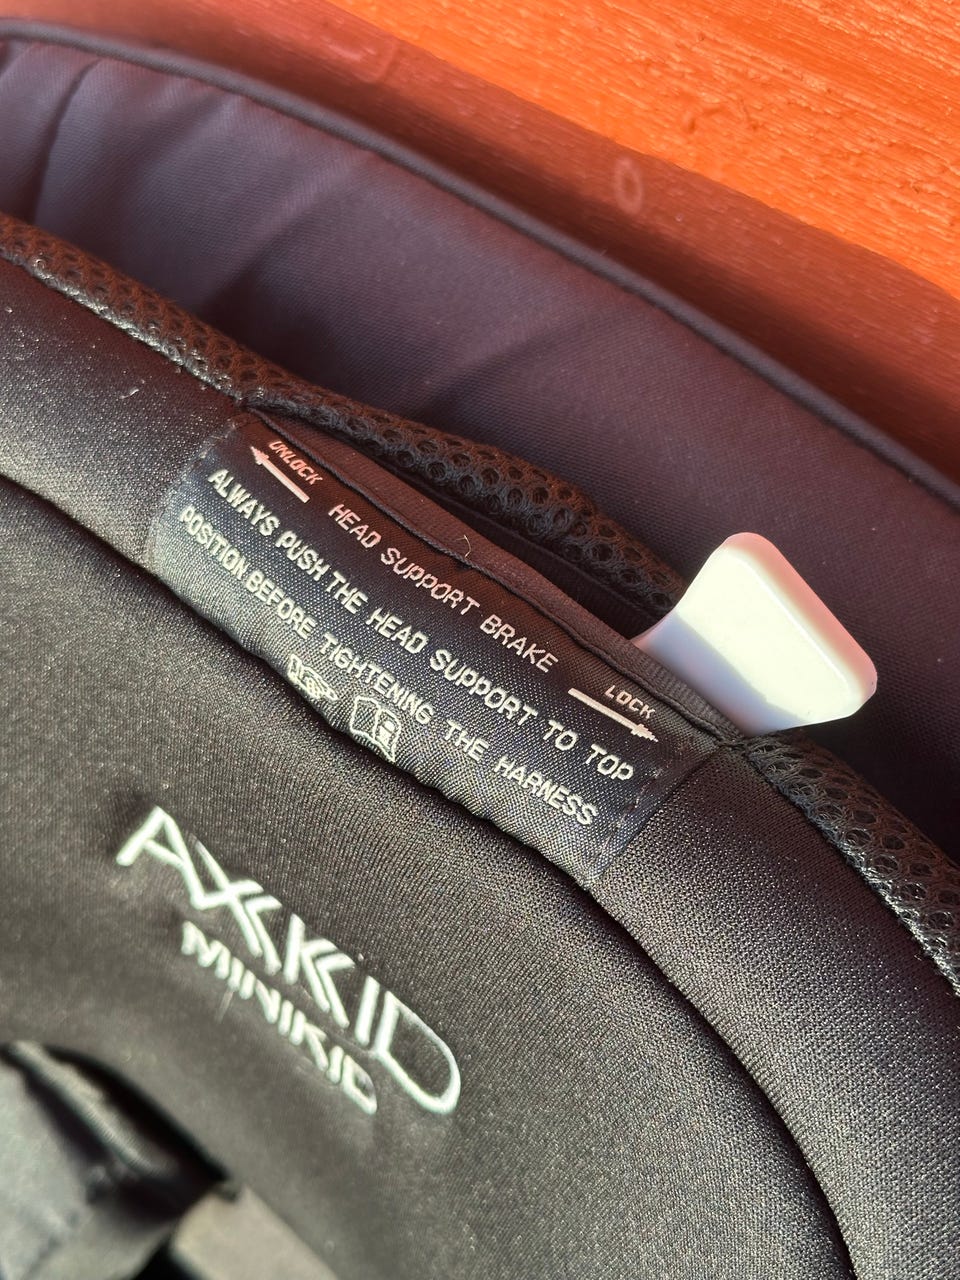 UNLOCK
HEAD SUPPORT BRAKE
LOCK
ALWAYS PUSH THE HEAD SUPPORT TO TOP
POSITION BEFORE TIGHTENING THE HARNESS
AXKID
MINIKID